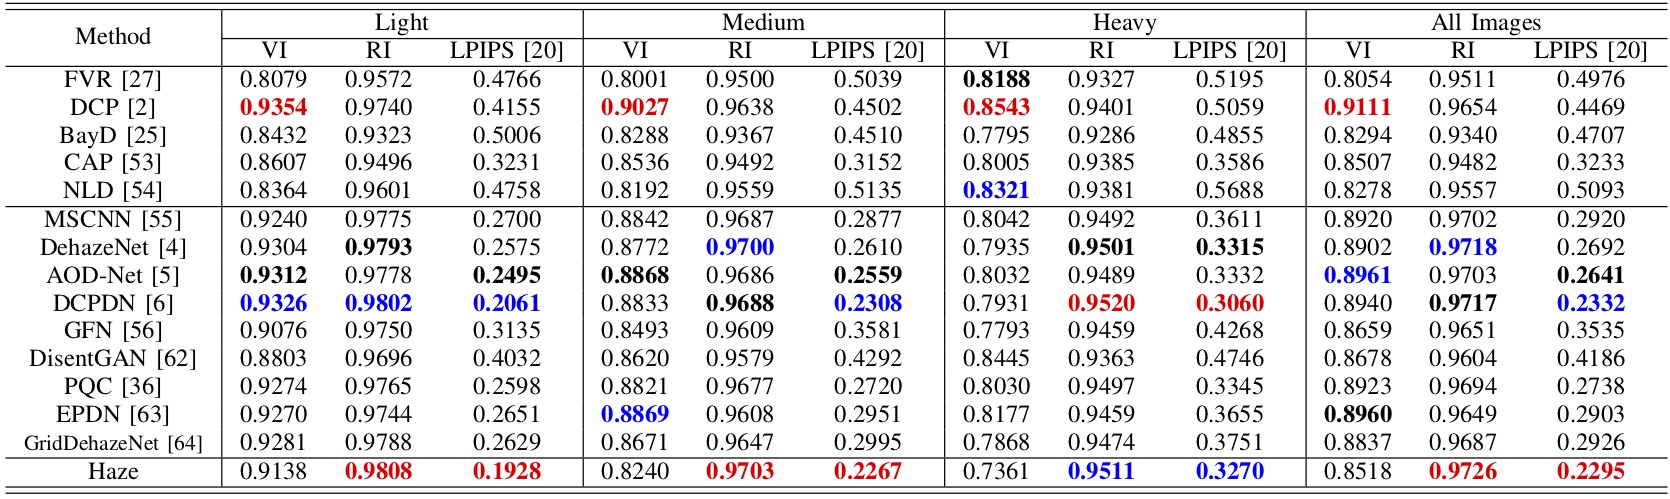 Method Light Medium Heavy All Images
VI RI LPIPS [20] VI RI LPIPS [20] VI RI LPIPS [20] VI RI LPIPS [20]
FVR [27] 0.8079 0.9572 0.4766 0.8001 0.9500 0.5039 0.8188 0.9327 0.5195 0.8054 0.9511 0.4976
DCP [2] 0.9354 0.9740 0.4155 0.9027 0.9638 0.4502 0.8543 0.9401 0.5059 0.9111 0.9654 0.4469
BayD [25] 0.8432 0.9323 0.5006 0.8288 0.9367 0.4510 0.7795 0.9286 0.4855 0.8294 0.9340 0.4707
CAP [53] 0.8607 0.9496 0.3231 0.8536 0.9492 0.3152 0.8005 0.9385 0.3586 0.8507 0.9482 0.3233
NLD [54] 0.8364 0.9601 0.4758 0.8192 0.9559 0.5135 0.8321 0.9381 0.5688 0.8278 0.9557 0.5093
MSCNN [55] 0.9240 0.9775 0.2700 0.8842 0.9687 0.2877 0.8042 0.9492 0.3611 0.8920 0.9702 0.2920
DehazeNet [4] 0.9304 0.9793 0.2575 0.8772 0.9700 0.2610 0.7935 0.9501 0.3315 0.8902 0.9718 0.2692
AOD-Net [5] 0.9312 0.9778 0.2495 0.8868 0.9686 0.2559 0.8032 0.9489 0.3332 0.8961 0.9703 0.2641
DCPDN [6] 0.9326 0.9802 0.2061 0.8833 0.9688 0.2308 0.7931 0.9520 0.3060 0.8940 0.9717 0.2332
GFN [56] 0.9076 0.9750 0.3135 0.8493 0.9609 0.3581 0.7793 0.9459 0.4268 0.8659 0.9651 0.3535
DisentGAN [62] 0.8803 0.9696 0.4032 0.8620 0.9579 0.4292 0.8445 0.9363 0.4746 0.8678 0.9604 0.4186
PQC [36] 0.9274 0.9765 0.2598 0.8821 0.9677 0.2720 0.8030 0.9497 0.3345 0.8923 0.9694 0.2738
EPDN [63] 0.9270 0.9744 0.2651 0.8869 0.9608 0.2951 0.8177 0.9459 0.3655 0.8960 0.9649 0.2903
GridDehazeNet [64] 0.9281 0.9788 0.2629 0.8671 0.9647 0.2995 0.7868 0.9474 0.3751 0.8837 0.9687 0.2926
Haze 0.9138 0.9808 0.1928 0.8240 0.9703 0.2267 0.7361 0.9511 0.3270 0.8518 0.9726 0.2295